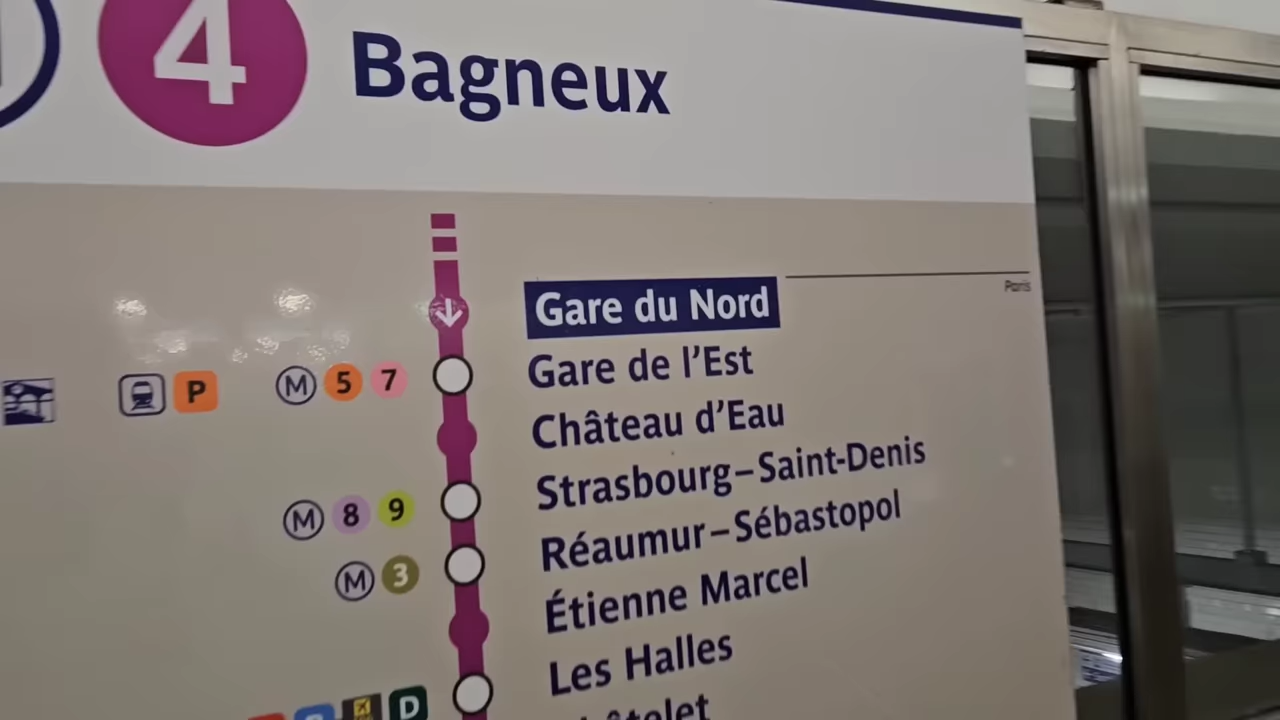 4 Bagneux
Gare du Nord
Paris
P M 5 7 Gare de l'Est
Château d'Eau
M 8 9 Strasbourg–Saint-Denis
M 3 Réaumur–Sébastopol
Étienne Marcel
D Les Halles